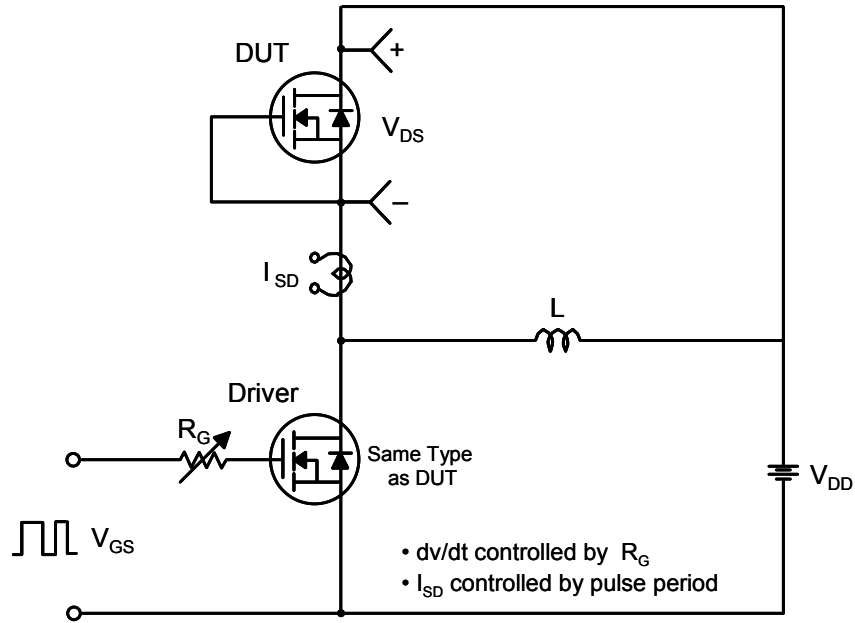 +
DUT
V_DS
–
I_SD
L
Driver
R_G
Same Type
as DUT
V_DD
V_GS
• dv/dt controlled by R_G
• I_SD controlled by pulse period